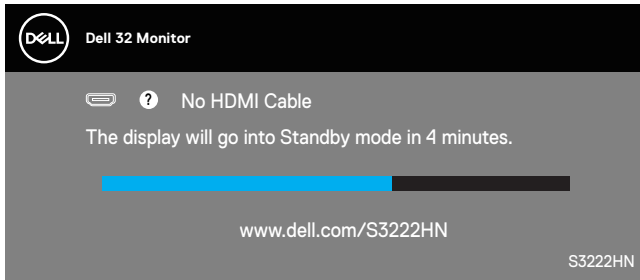 DELL
Dell 32 Monitor
? No HDMI Cable
The display will go into Standby mode in 4 minutes.
www.dell.com/S3222HN
S3222HN